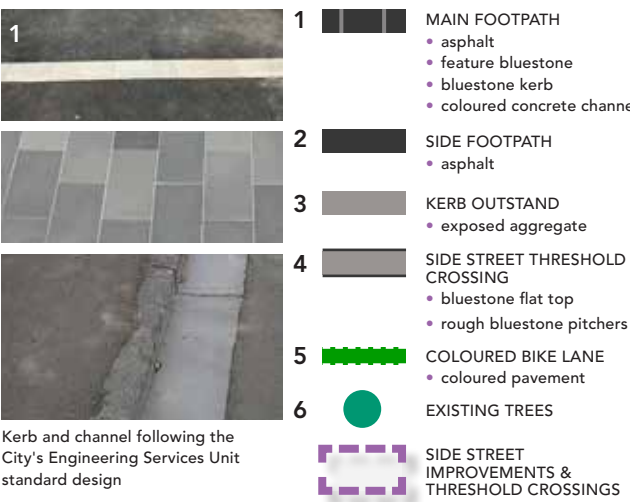 1
1 MAIN FOOTPATH
• asphalt
• feature bluestone
• bluestone kerb
• coloured concrete channe
2 SIDE FOOTPATH
• asphalt
3 KERB OUTSTAND
• exposed aggregate
4 SIDE STREET THRESHOLD
CROSSING
• bluestone flat top
• rough bluestone pitchers
5 COLOURED BIKE LANE
• coloured pavement
6 EXISTING TREES
SIDE STREET
IMPROVEMENTS &
THRESHOLD CROSSINGS
Kerb and channel following the
City's Engineering Services Unit
standard design